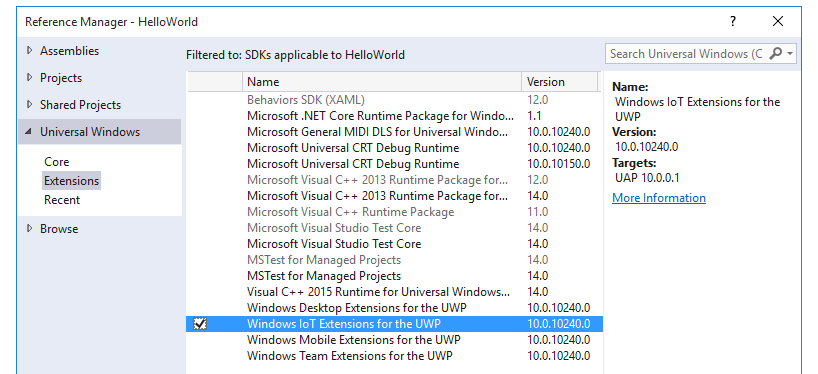 Reference Manager - HelloWorld
? ✕
Assemblies
Projects
Shared Projects
Universal Windows
Core
Extensions
Recent
Browse
Filtered to: SDKs applicable to HelloWorld
Search Universal Windows (C
Name Version
Behaviors SDK (XAML) 12.0
Microsoft .NET Core Runtime Package for Windo... 1.1
Microsoft General MIDI DLS for Universal Windo... 10.0.10240.0
Microsoft Universal CRT Debug Runtime 10.0.10240.0
Microsoft Universal CRT Debug Runtime 10.0.10150.0
Microsoft Visual C++ 2013 Runtime Package for... 12.0
Microsoft Visual C++ 2013 Runtime Package for... 14.0
Microsoft Visual C++ Runtime Package 11.0
Microsoft Visual Studio Test Core 14.0
Microsoft Visual Studio Test Core 14.0
MSTest for Managed Projects 14.0
MSTest for Managed Projects 14.0
Visual C++ 2015 Runtime for Universal Windows... 14.0
Windows Desktop Extensions for the UWP 10.0.10240.0
Windows IoT Extensions for the UWP 10.0.10240.0
Windows Mobile Extensions for the UWP 10.0.10240.0
Windows Team Extensions for the UWP 10.0.10240.0
Name:
Windows IoT Extensions for the
UWP
Version:
10.0.10240.0
Targets:
UAP 10.0.0.1
More Information